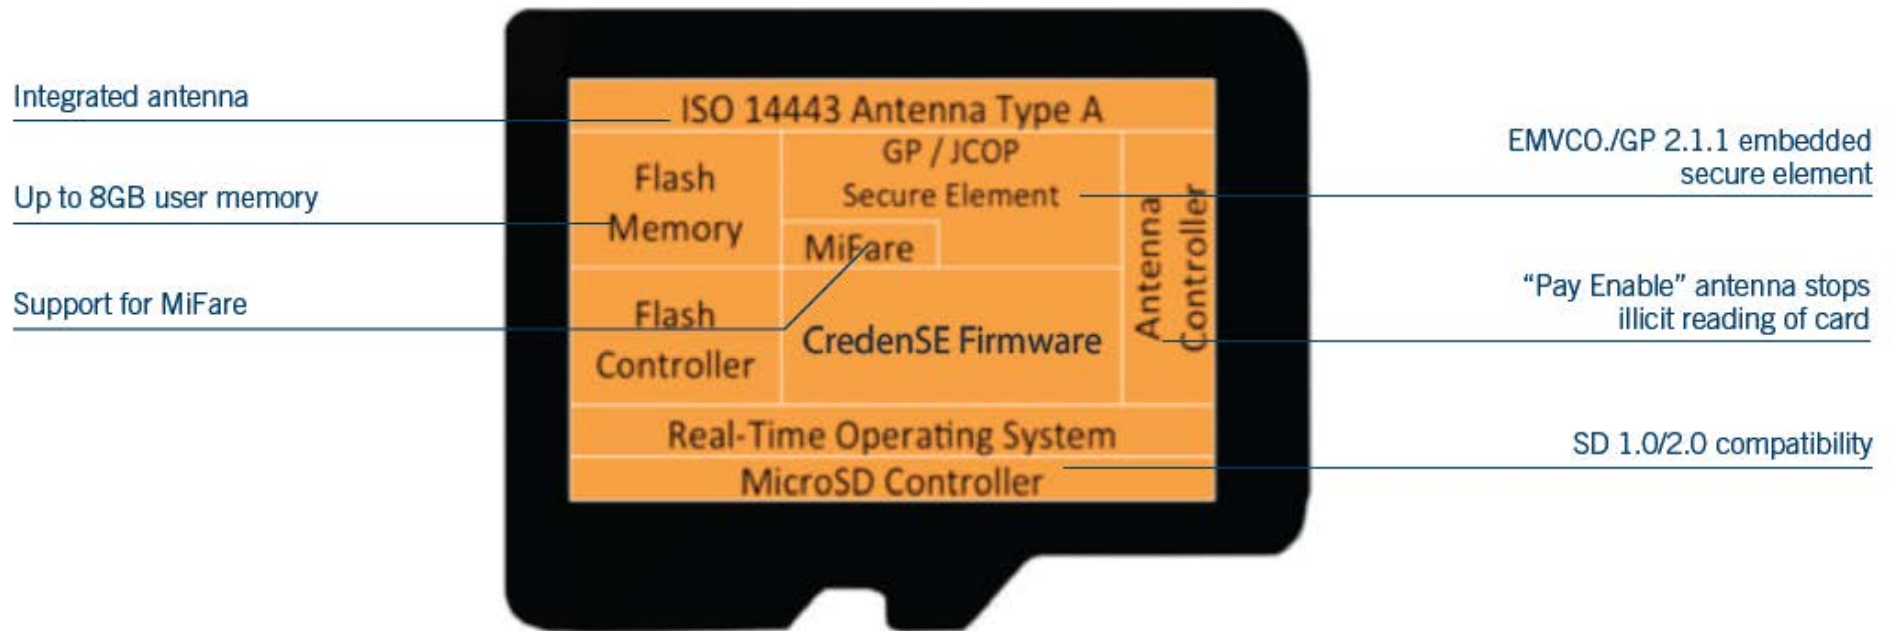 Integrated antenna
Up to 8GB user memory
Support for MiFare
ISO 14443 Antenna Type A
Flash
Memory
GP / JCOP
Secure Element
MiFare
Antenna
Controller
Flash
Controller
CredenSE Firmware
Real-Time Operating System
MicroSD Controller
EMVCO./GP 2.1.1 embedded
secure element
“Pay Enable” antenna stops
illicit reading of card
SD 1.0/2.0 compatibility